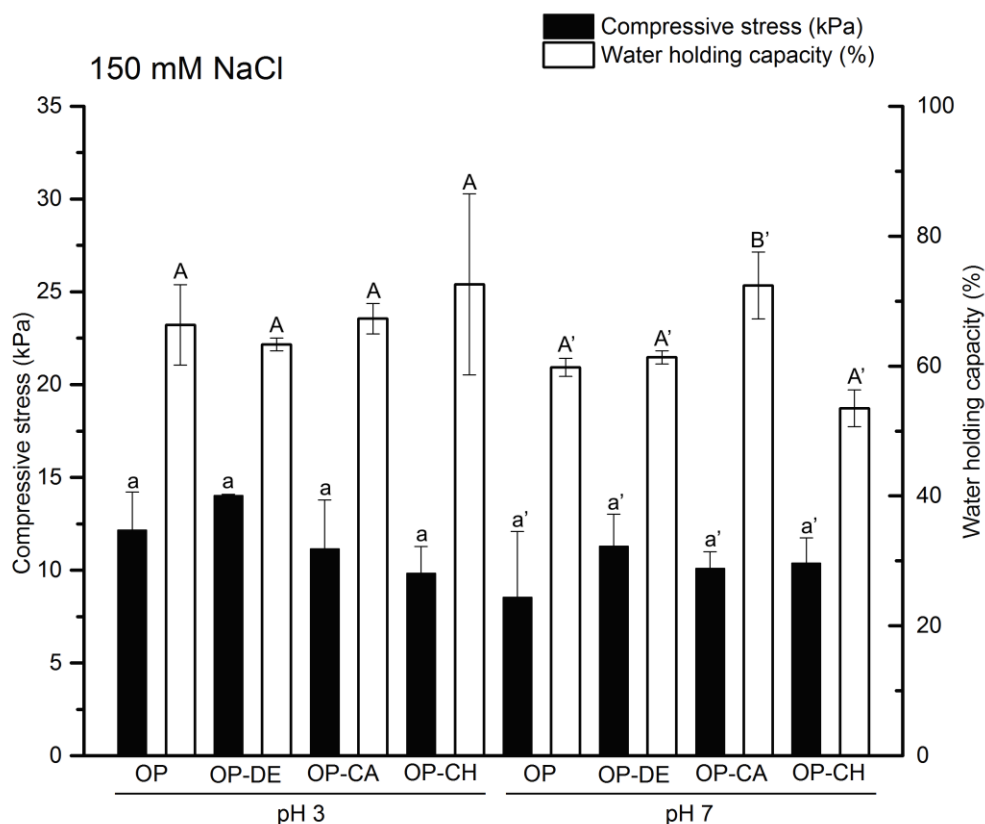 Compressive stress (kPa)
Water holding capacity (%)
150 mM NaCl
35
30
25
20
15
10
5
0
Compressive stress (kPa)
100
80
60
40
20
0
Water holding capacity (%)
a
A
a
A
a
A
a
A
a’
A’
a’
A’
a’
B’
a’
A’
OP
OP-DE
OP-CA
OP-CH
OP
OP-DE
OP-CA
OP-CH
pH 3
pH 7